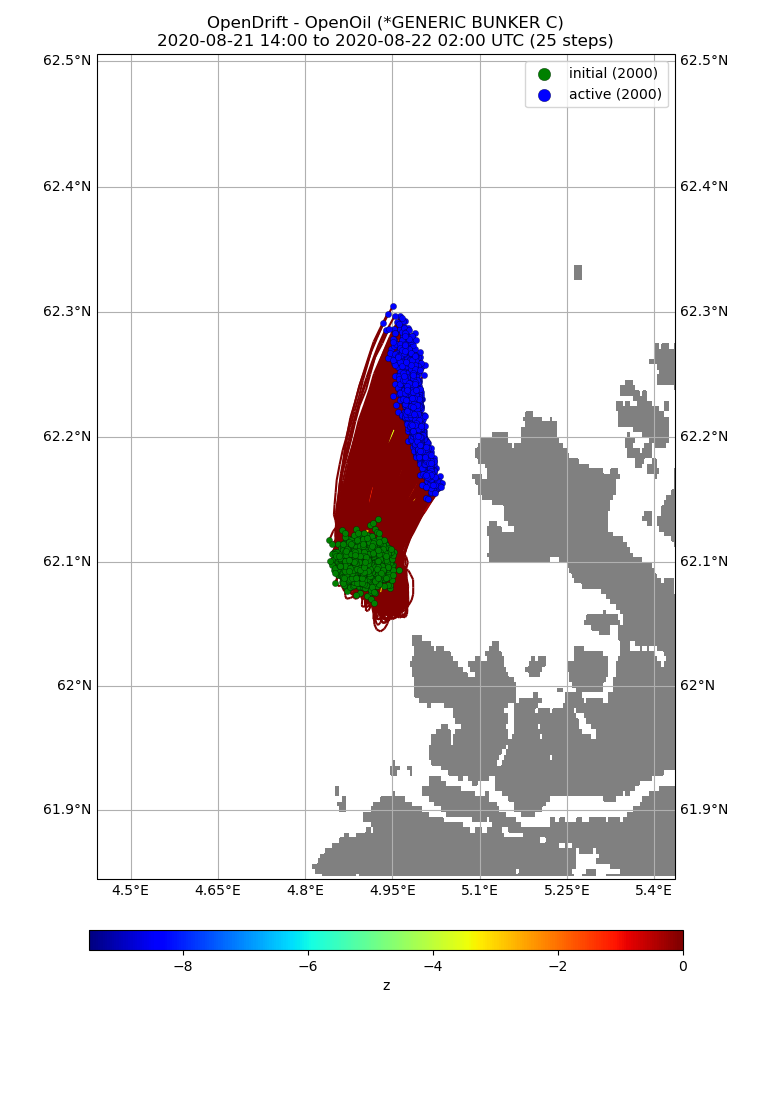 OpenDrift - OpenOil (*GENERIC BUNKER C)
2020-08-21 14:00 to 2020-08-22 02:00 UTC (25 steps)
62.5°N 62.5°N
initial (2000)
active (2000)
62.4°N 62.4°N
62.3°N 62.3°N
62.2°N 62.2°N
62.1°N 62.1°N
62°N 62°N
61.9°N 61.9°N
4.5°E 4.65°E 4.8°E 4.95°E 5.1°E 5.25°E 5.4°E
−8 −6 −4 −2 0
z